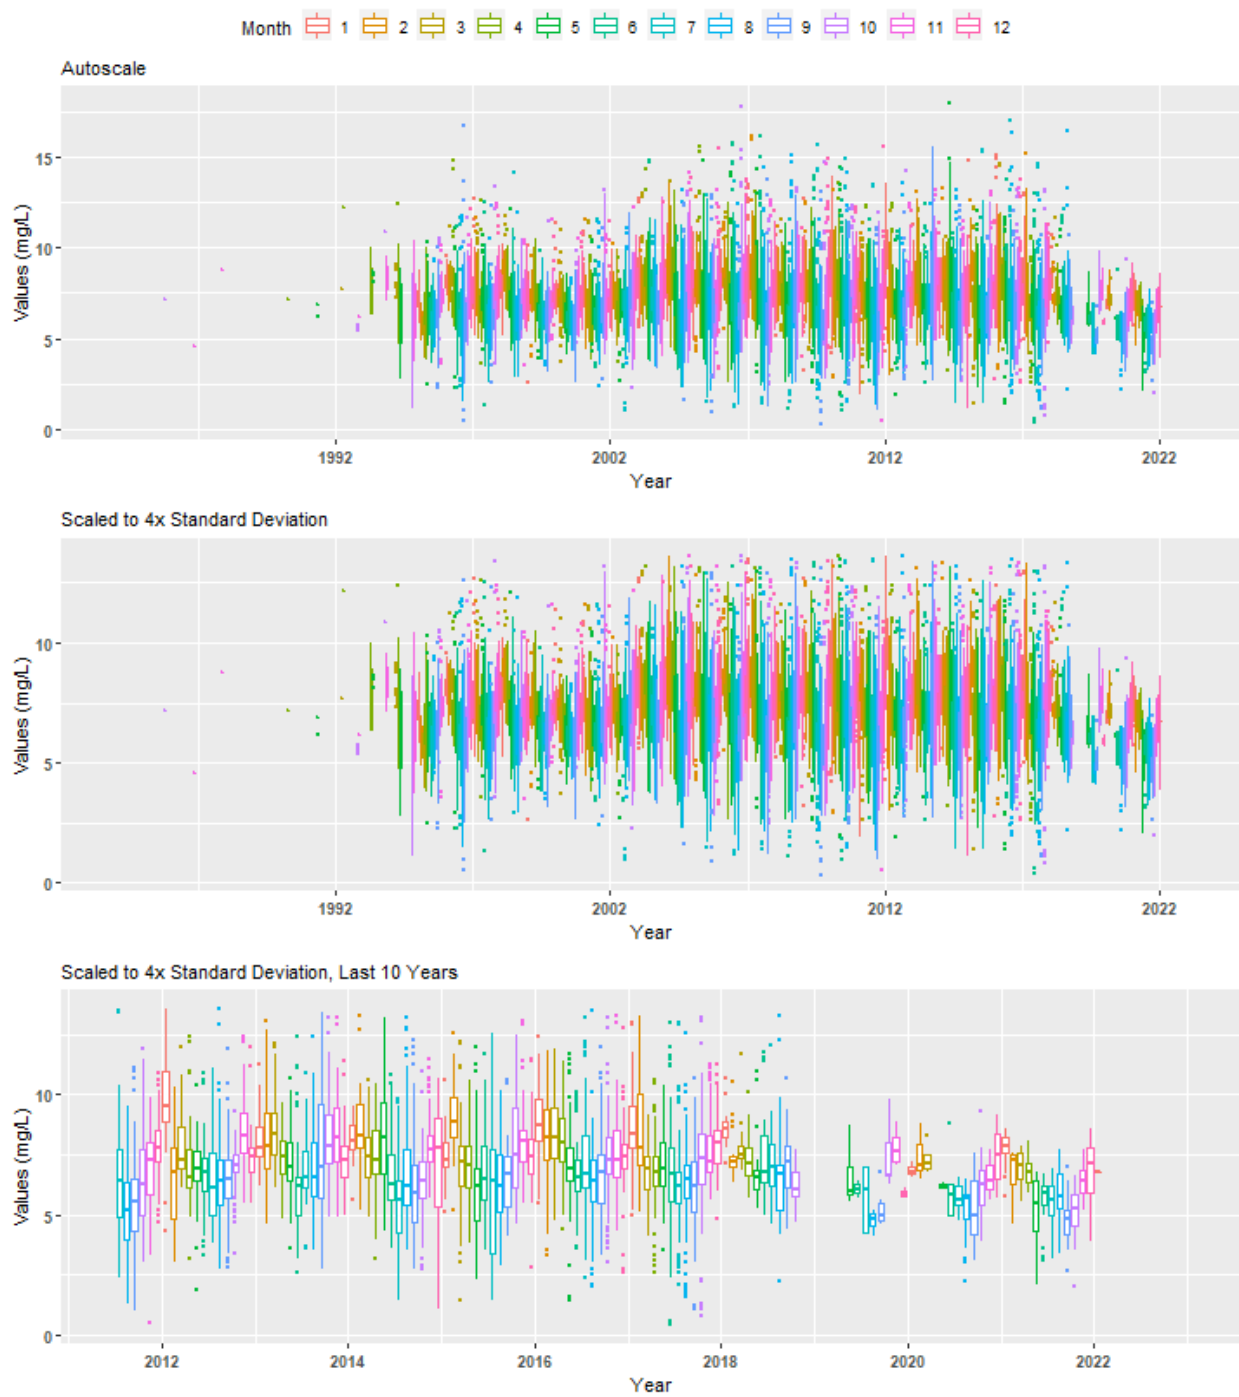 Month 1 2 3 4 5 6 7 8 9 10 11 12
Autoscale
Values (mg/L)
15
10
5
0
1992 2002 2012 2022
Year
Scaled to 4x Standard Deviation
Values (mg/L)
10
5
0
1992 2002 2012 2022
Year
Scaled to 4x Standard Deviation, Last 10 Years
Values (mg/L)
10
5
0
2012 2014 2016 2018 2020 2022
Year